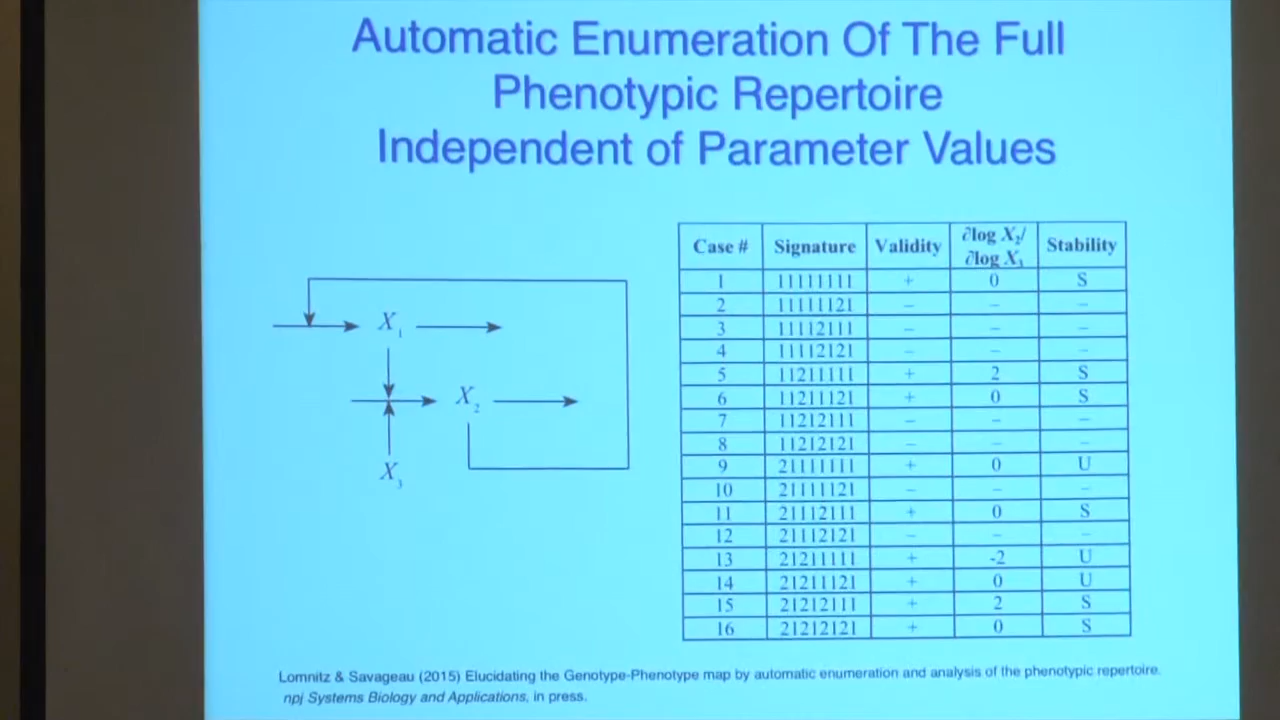 Automatic Enumeration Of The Full
Phenotypic Repertoire
Independent of Parameter Values
X1
X2
X3
Case # Signature Validity ∂log X2/ ∂log X3 Stability
1 11111111 + 0 S
2 11111121 – – –
3 11112111 – – –
4 11112121 – – –
5 11211111 + 2 S
6 11211121 + 0 S
7 11212111 – – –
8 11212121 – – –
9 21111111 + 0 U
10 21111121 – – –
11 21112111 + 0 S
12 21112121 – – –
13 21211111 + -2 U
14 21211121 + 0 U
15 21212111 + 2 S
16 21212121 + 0 S
Lomnitz & Savageau (2015) Elucidating the Genotype-Phenotype map by automatic enumeration and analysis of the phenotypic repertoire.
npj Systems Biology and Applications, in press.